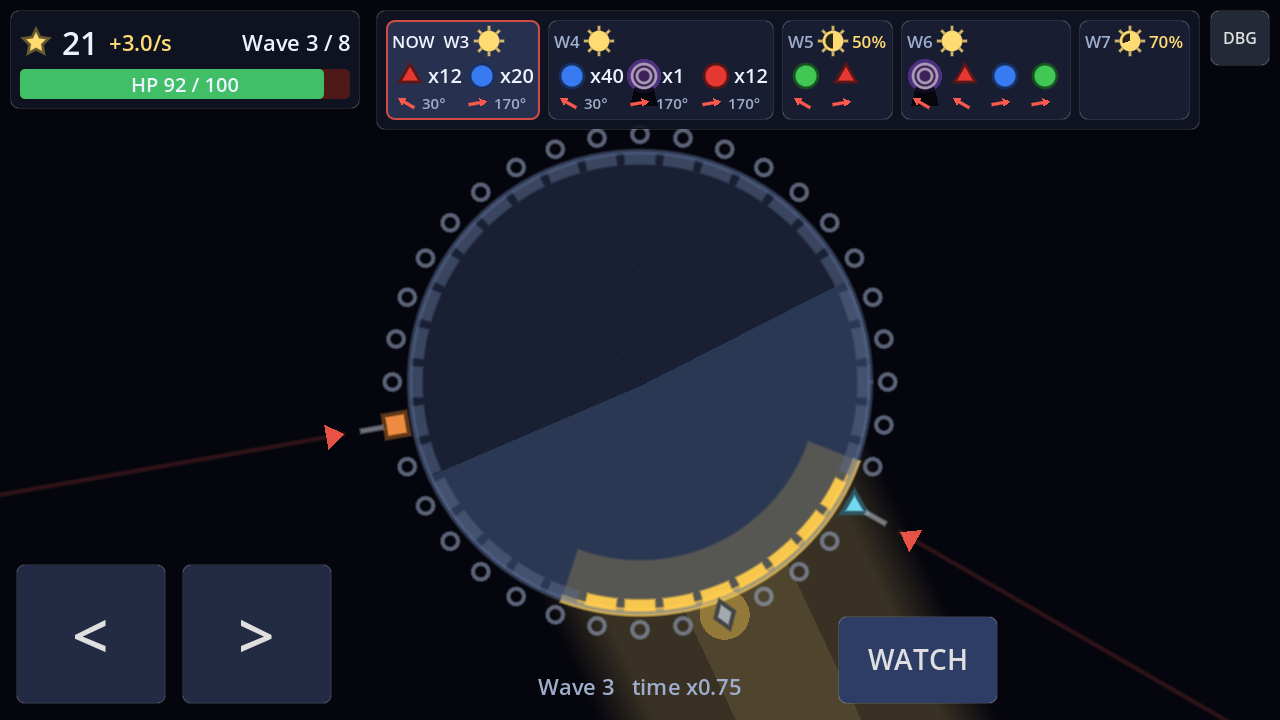 21 +3.0/s Wave 3 / 8
HP 92 / 100
NOW W3
x12 x20
30° 170°
W4
x40 x1 x12
30° 170° 170°
W5 50%
W6
W7 70%
DBG
< >
WATCH
Wave 3 time x0.75